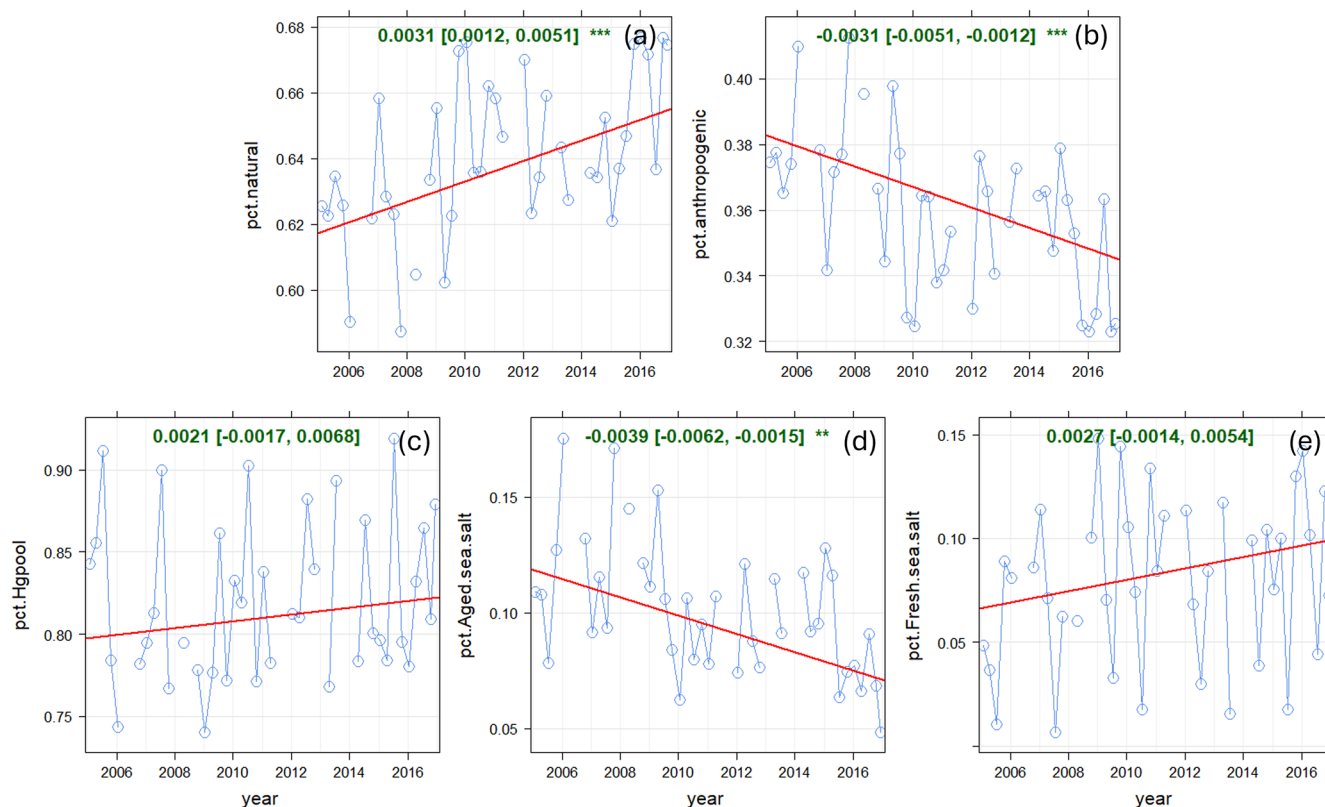 0.0031 [0.0012, 0.0051] *** (a)
pct.natural
0.68
0.66
0.64
0.62
0.60
2006 2008 2010 2012 2014 2016
-0.0031 [-0.0051, -0.0012] *** (b)
pct.anthropogenic
0.40
0.38
0.36
0.34
0.32
2006 2008 2010 2012 2014 2016
0.0021 [-0.0017, 0.0068] (c)
pct.Hgpool
0.90
0.85
0.80
0.75
2006 2008 2010 2012 2014 2016
year
-0.0039 [-0.0062, -0.0015] ** (d)
pct.Aged.sea.salt
0.15
0.10
0.05
2006 2008 2010 2012 2014 2016
year
0.0027 [-0.0014, 0.0054] (e)
pct.Fresh.sea.salt
0.15
0.10
0.05
2006 2008 2010 2012 2014 2016
year